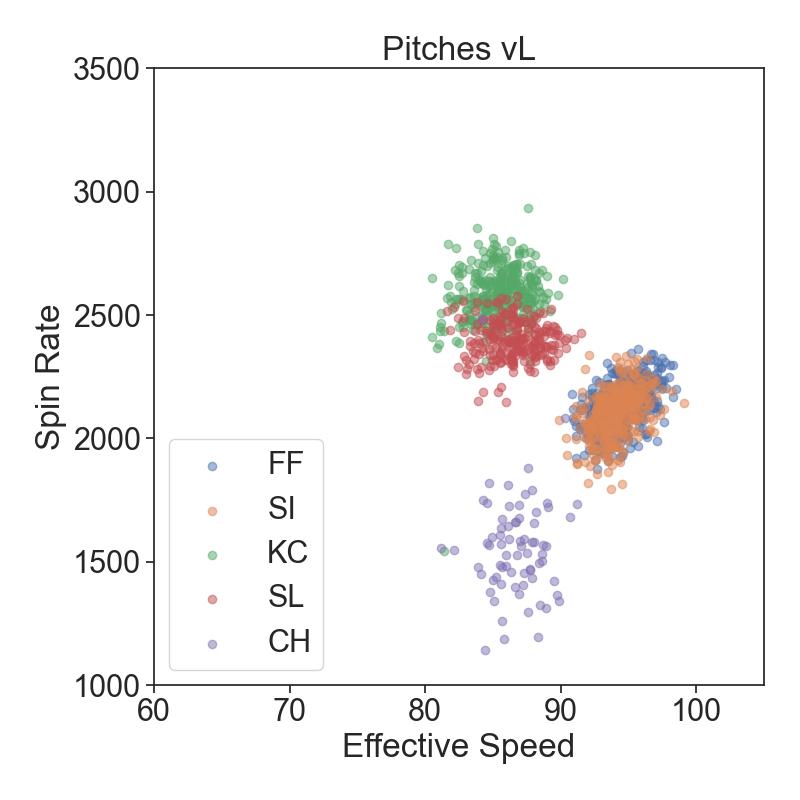 Pitches vL
3500
3000
2500
2000
1500
1000
Spin Rate
FF
SI
KC
SL
CH
60 70 80 90 100
Effective Speed